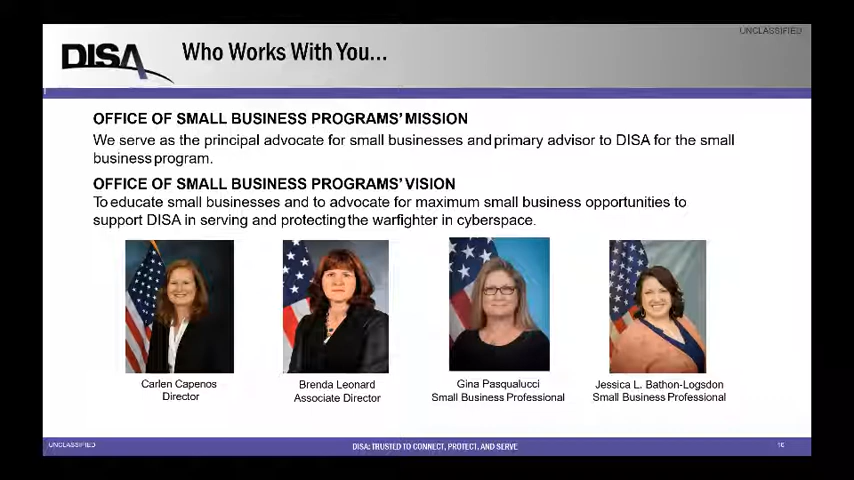 UNCLASSIFIED
DISA
Who Works With You...
OFFICE OF SMALL BUSINESS PROGRAMS' MISSION
We serve as the principal advocate for small businesses and primary advisor to DISA for the small
business program.
OFFICE OF SMALL BUSINESS PROGRAMS' VISION
To educate small businesses and to advocate for maximum small business opportunities to
support DISA in serving and protecting the warfighter in cyberspace.
Carlen Capenos
Director
Brenda Leonard
Associate Director
Gina Pasqualucci
Small Business Professional
Jessica L. Bathon-Logsdon
Small Business Professional
UNCLASSIFIED
DISA: TRUSTED TO CONNECT, PROTECT, AND SERVE